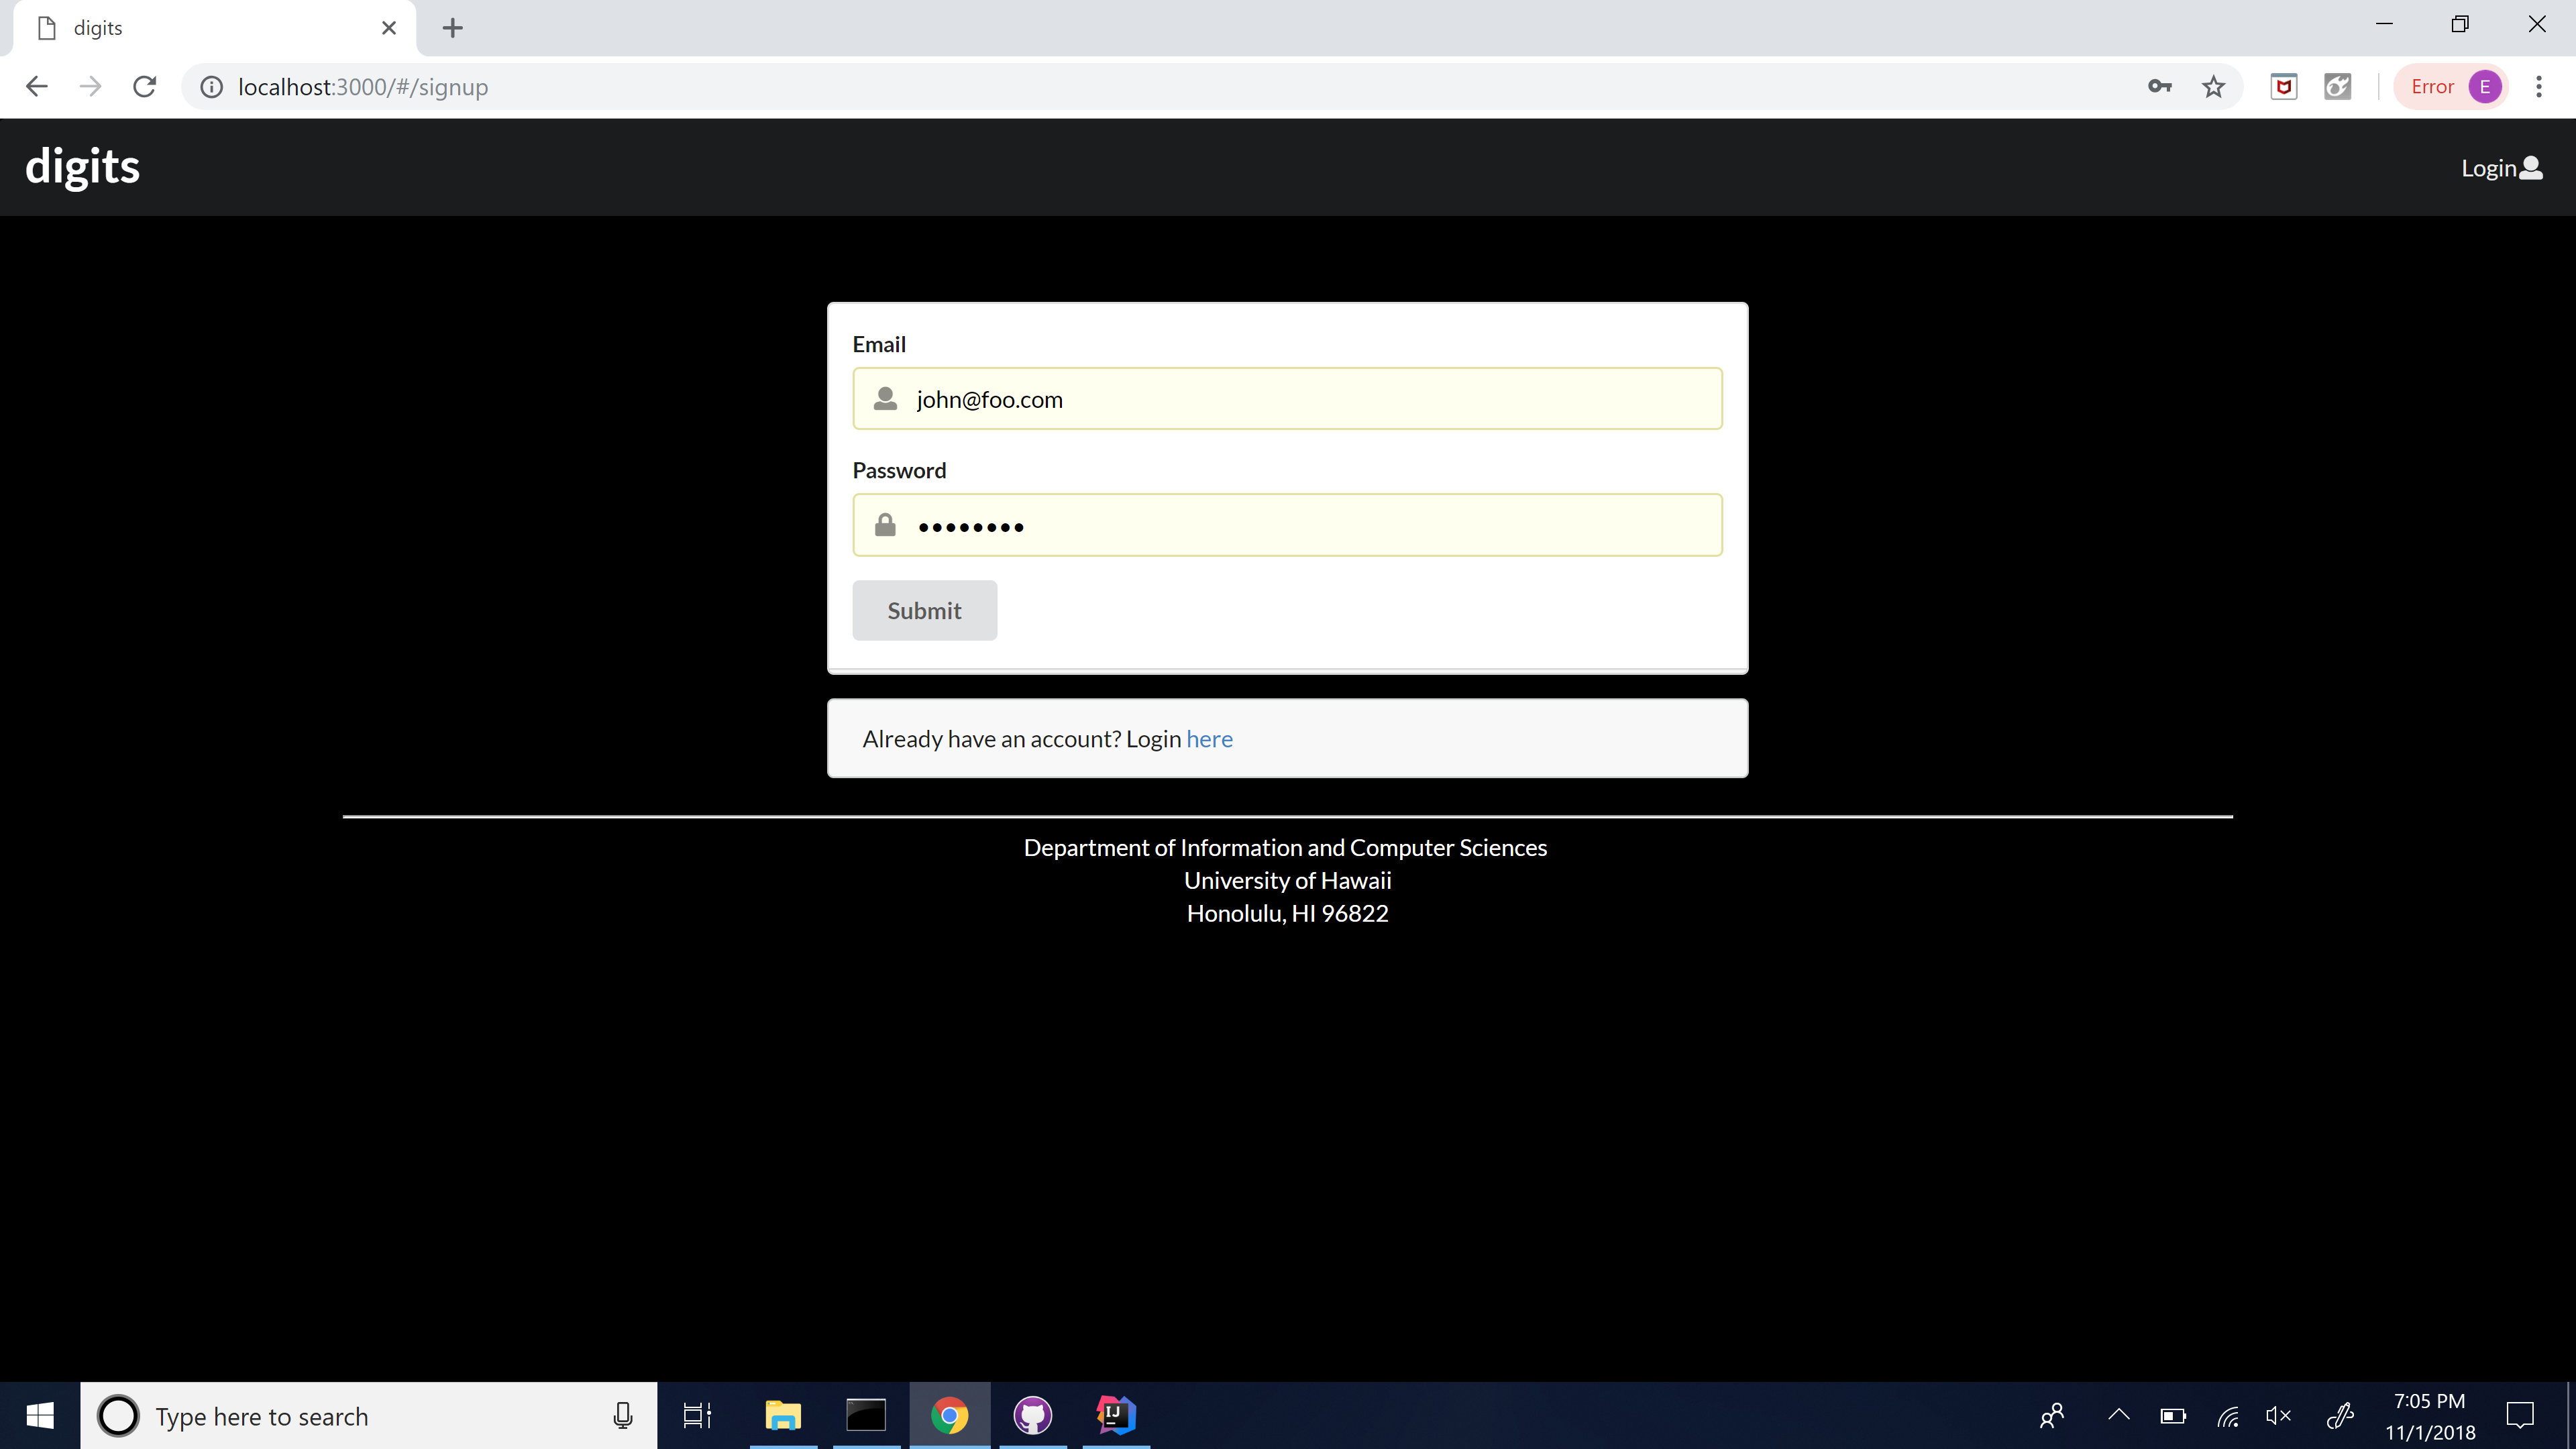 digits
localhost:3000/#/signup
Error E
digits
Login
Email
john@foo.com
Password
Submit
Already have an account? Login here
Department of Information and Computer Sciences
University of Hawaii
Honolulu, HI 96822
Type here to search
IJ
7:05 PM
11/1/2018